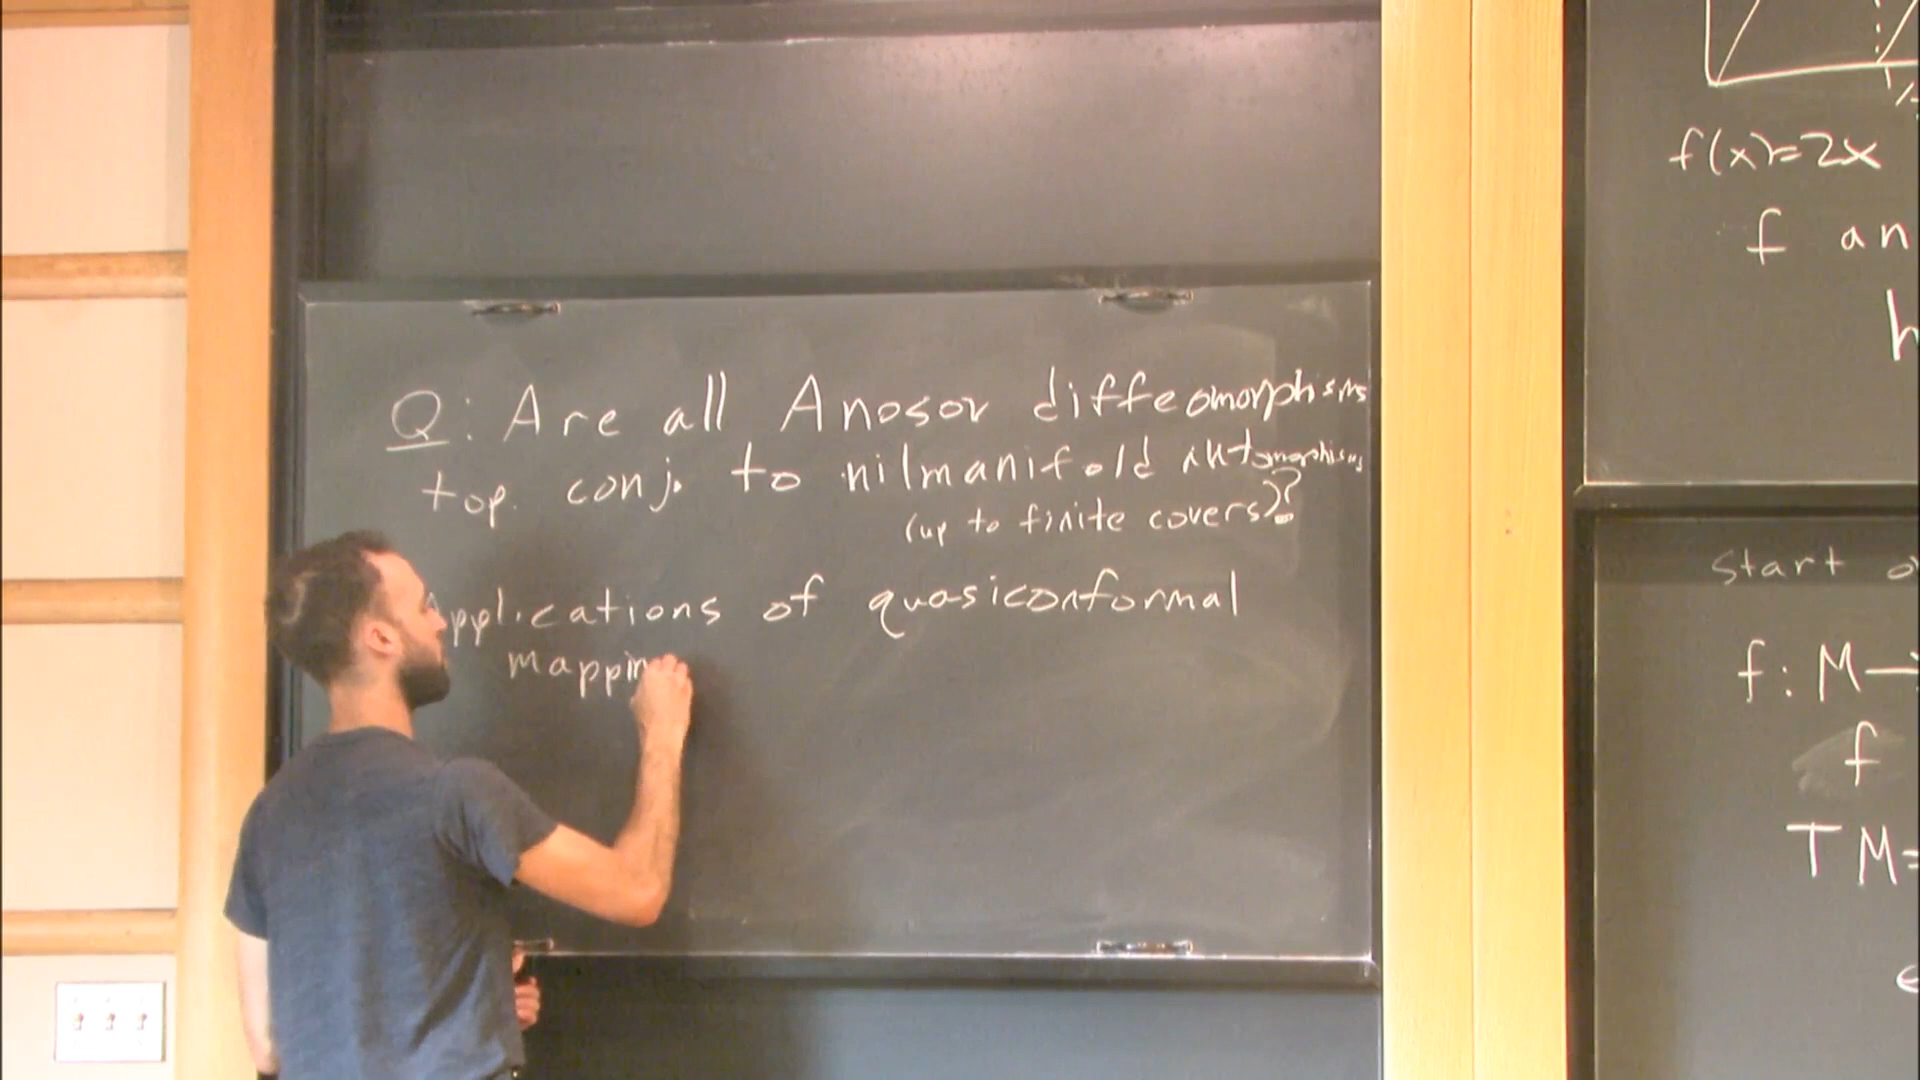 Q: Are all Anosov diffeomorphisms
top. conj. to nilmanifold automorphisms
(up to finite covers)?
pplications of quasiconformal
mappin
f(x)=2x
f an
h
start o
f: M→
f
TM=